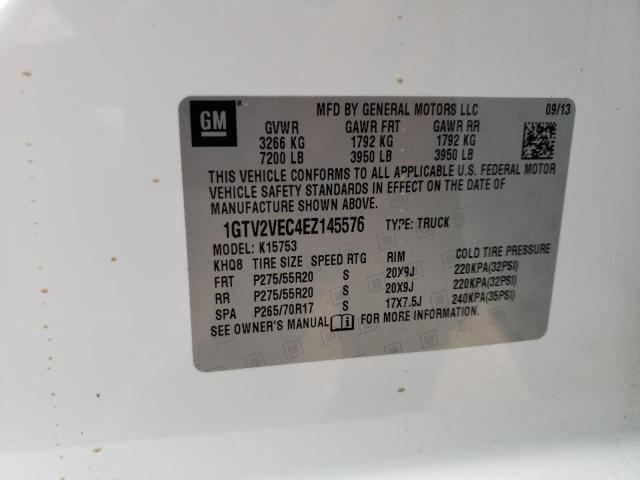 GM
MFD BY GENERAL MOTORS LLC 09/13
GVWR GAWR FRT GAWR RR
3266 KG 1792 KG 1792 KG
7200 LB 3950 LB 3950 LB
THIS VEHICLE CONFORMS TO ALL APPLICABLE U.S. FEDERAL MOTOR
VEHICLE SAFETY STANDARDS IN EFFECT ON THE DATE OF
MANUFACTURE SHOWN ABOVE.
1GTV2VEC4EZ145576 TYPE: TRUCK
MODEL: K15753
KHQ8 TIRE SIZE SPEED RTG RIM COLD TIRE PRESSURE
FRT P275/55R20 S 20X9J 220KPA(32PSI)
RR P275/55R20 S 20X9J 220KPA(32PSI)
SPA P265/70R17 S 17X7.5J 240KPA(35PSI)
SEE OWNER'S MANUAL FOR MORE INFORMATION.